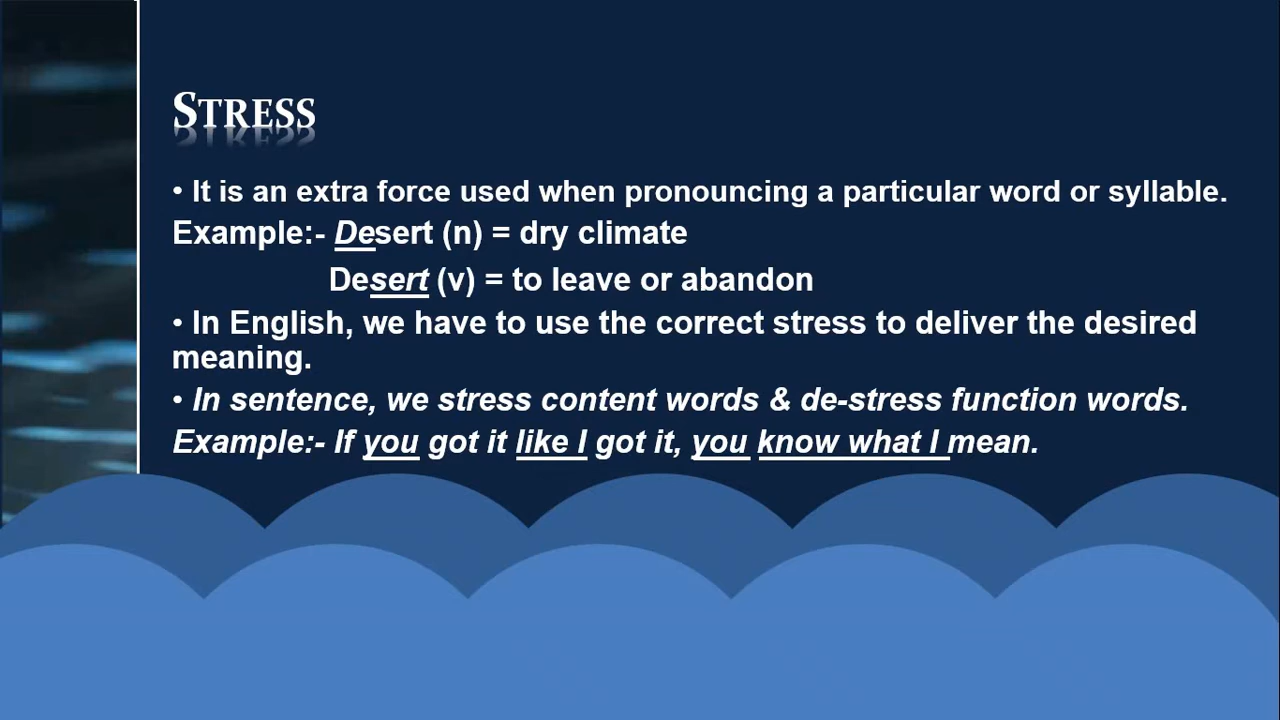 STRESS
• It is an extra force used when pronouncing a particular word or syllable.
Example:- Desert (n) = dry climate
Desert (v) = to leave or abandon
• In English, we have to use the correct stress to deliver the desired
meaning.
• In sentence, we stress content words & de-stress function words.
Example:- If you got it like I got it, you know what I mean.